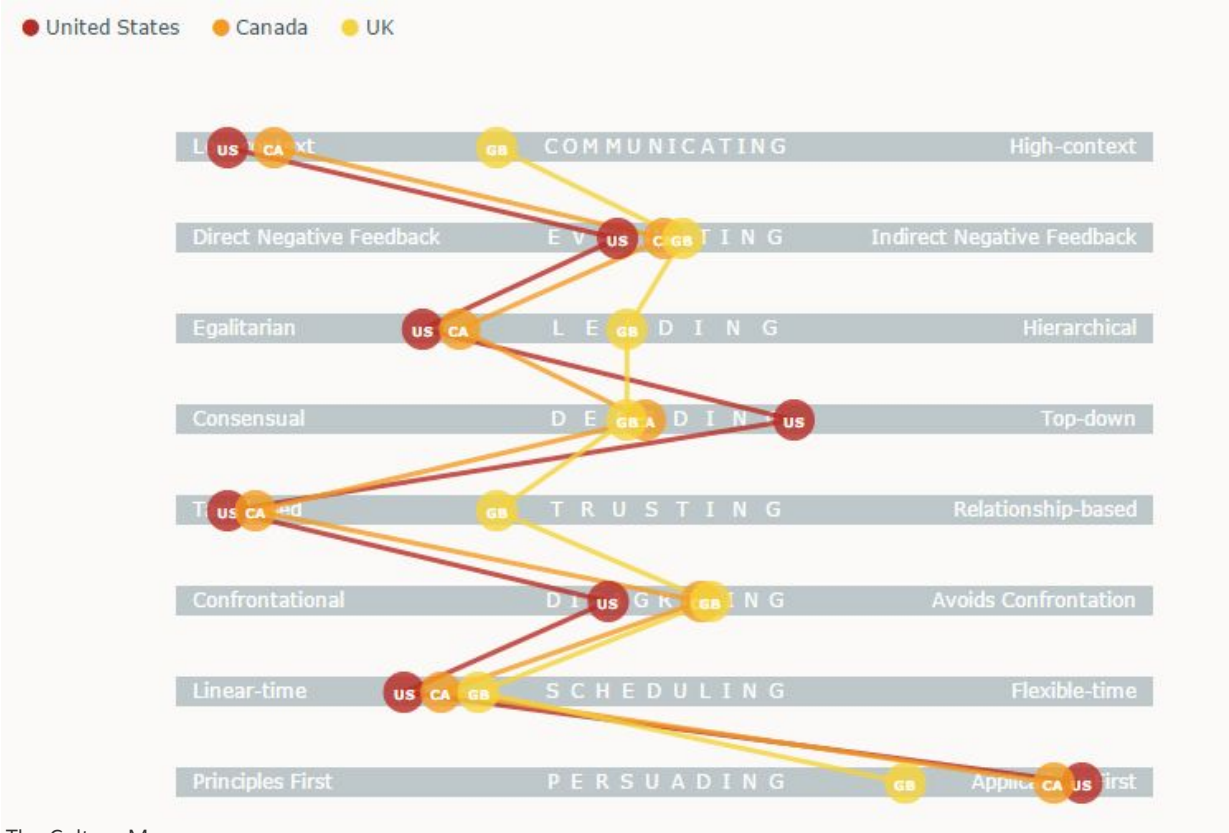 United States Canada UK
US CA GB COMMUNICATING High-context
Direct Negative Feedback US GB Indirect Negative Feedback
Egalitarian US CA GB Hierarchical
Consensual GB US Top-down
US CA GB TRUSTING Relationship-based
Confrontational US GB Avoids Confrontation
Linear-time US CA GB SCHEDULING Flexible-time
Principles First PERSUADING GB CA US